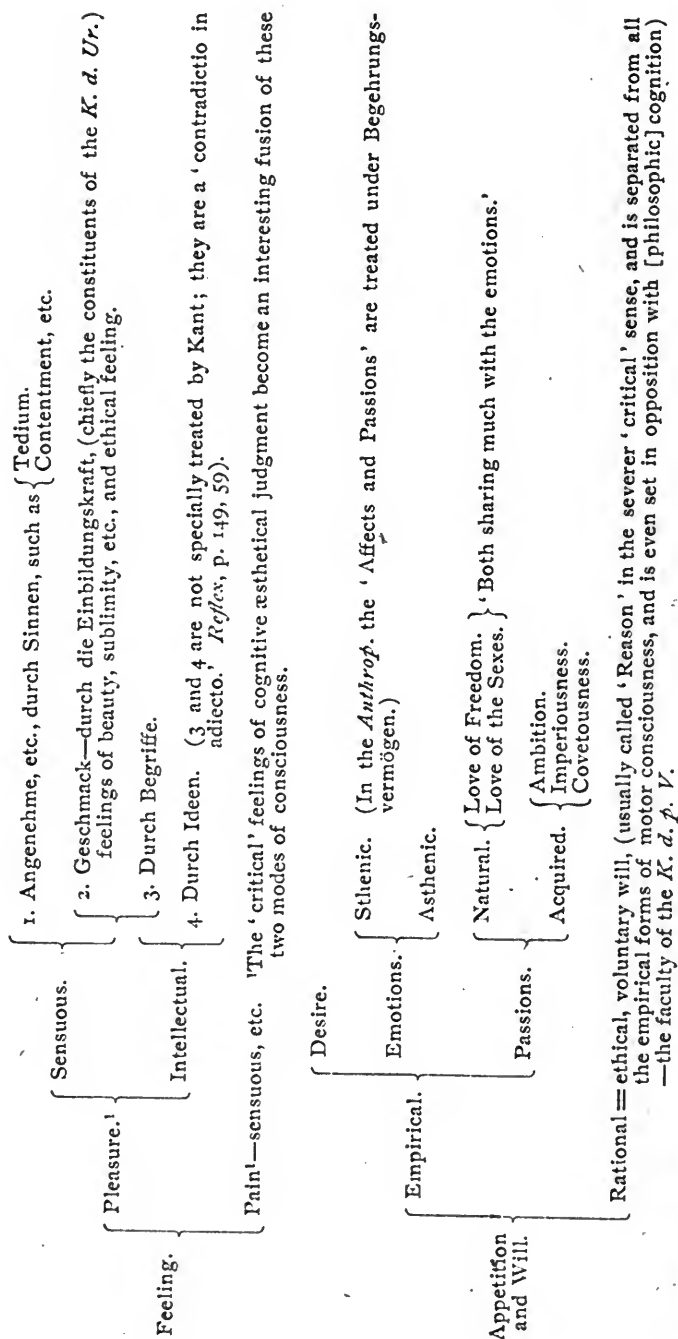 Feeling.
Pleasure.¹
Sensuous.
1. Angenehme, etc., durch Sinnen, such as
Tedium.
Contentment, etc.
2. Geschmack—durch die Einbildungskraft, (chiefly the constituents of the K. d. Ur.)
feelings of beauty, sublimity, etc., and ethical feeling.
3. Durch Begriffe.
Intellectual.
4. Durch Ideen. (3 and 4 are not specially treated by Kant; they are a ‘contradictio in
adiecto.’ Reflex, p. 149, 59).
Pain¹—sensuous, etc. ¹The ‘critical’ feelings of cognitive æsthetical judgment become an interesting fusion of these
two modes of consciousness.
Appetition
and Will.
Empirical.
Desire.
Emotions.
Sthenic. (In the Anthrop. the ‘Affects and Passions’ are treated under Begehrungs-
vermögen.)
Asthenic.
Passions.
Natural.
Love of Freedom.
Love of the Sexes.
‘Both sharing much with the emotions.’
Acquired.
Ambition.
Imperiousness.
Covetousness.
Rational=ethical, voluntary will, (usually called ‘Reason’ in the severer ‘critical’ sense, and is separated from all
the empirical forms of motor consciousness, and is even set in opposition with [philosophic] cognition)
—the faculty of the K. d. p. V.